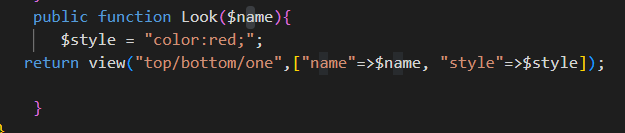 public function Look($name){
$style = "color:red;";
return view("top/bottom/one",["name"=>$name, "style"=>$style]);
}
}